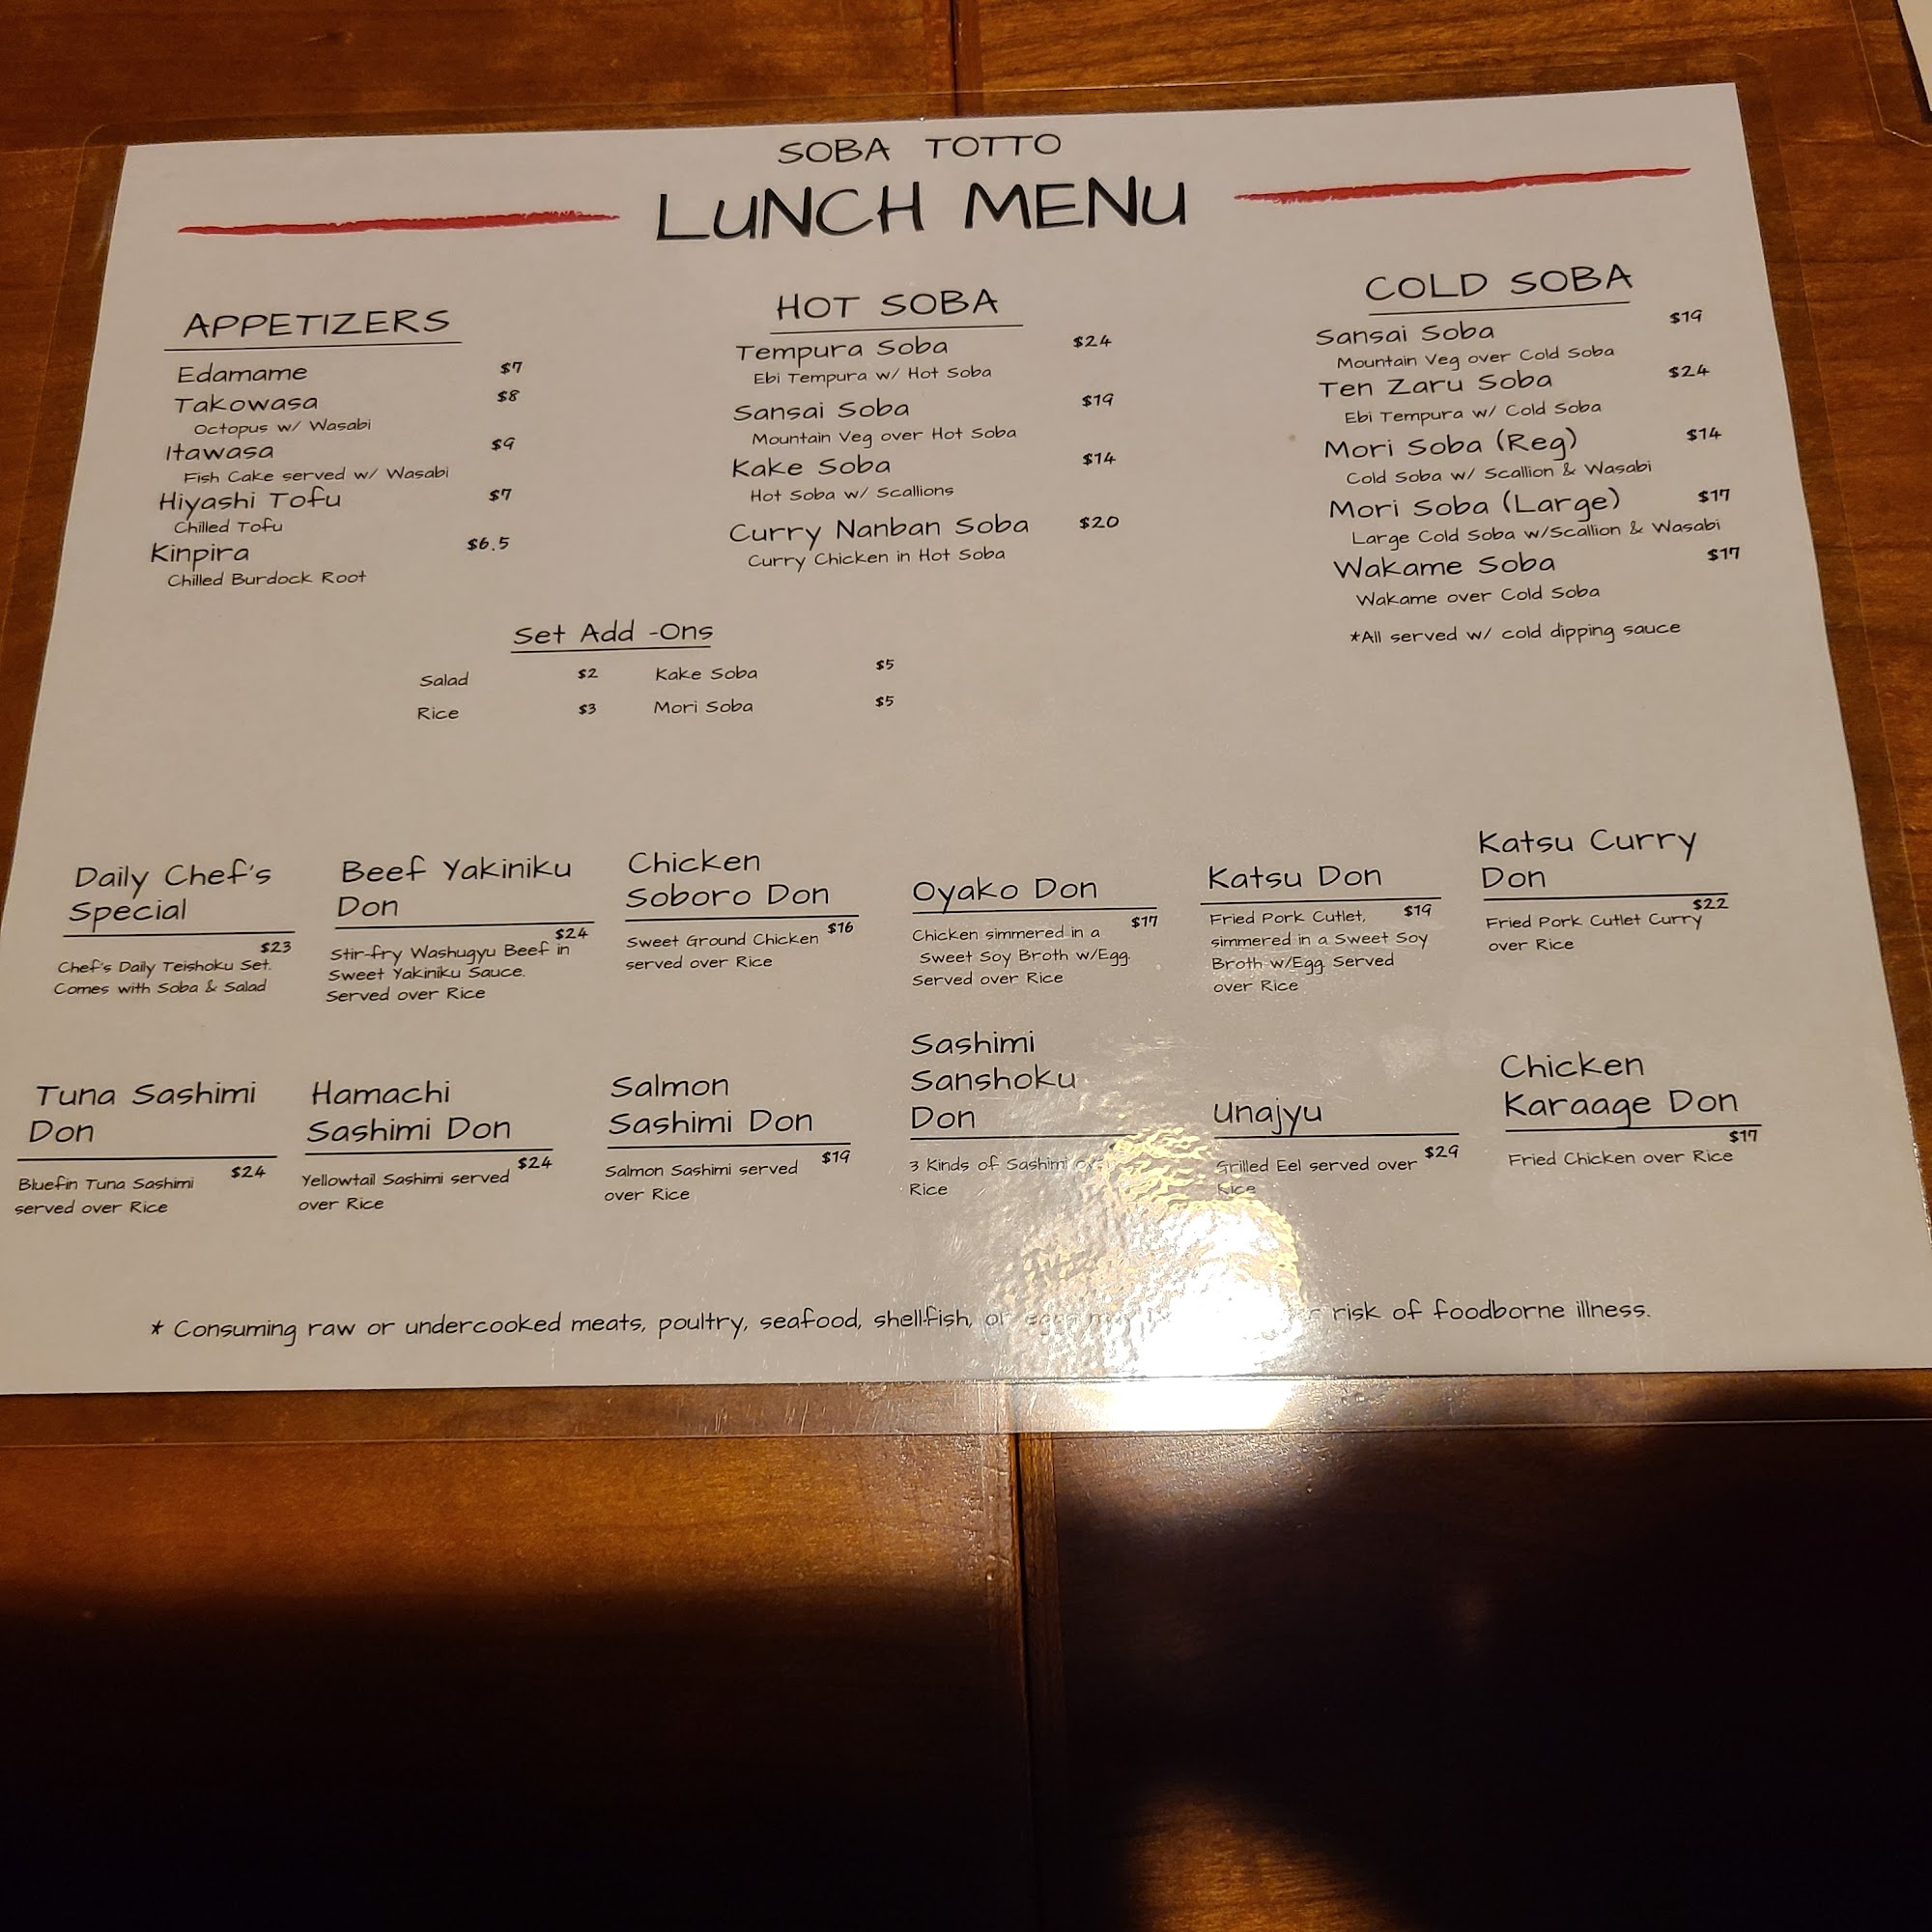 SOBA TOTTO
LUNCH MENU
APPETIZERS
Edamame $7
Takowasa $8
Octopus w/ Wasabi
Itawasa $9
Fish Cake served w/ Wasabi
Hiyashi Tofu $7
Chilled Tofu
Kinpira $6.5
Chilled Burdock Root
HOT SOBA
Tempura Soba $24
Ebi Tempura w/ Hot Soba
Sansai Soba $19
Mountain Veg over Hot Soba
Kake Soba $14
Hot Soba w/ Scallions
Curry Nanban Soba $20
Curry Chicken in Hot Soba
COLD SOBA
Sansai Soba $19
Mountain Veg over Cold Soba
Ten Zaru Soba $24
Ebi Tempura w/ Cold Soba
Mori Soba (Reg) $14
Cold Soba w/ Scallion & Wasabi
Mori Soba (Large) $17
Large Cold Soba w/Scallion & Wasabi
Wakame Soba $17
Wakame over Cold Soba
*All served w/ cold dipping sauce
Set Add -Ons
Salad $2 Kake Soba $5
Rice $3 Mori Soba $5
Daily Chef's
Special
$23
Chef's Daily Teishoku Set.
Comes with Soba & Salad
Beef Yakiniku
Don
$24
Stir-fry Washugyu Beef in
Sweet Yakiniku Sauce.
Served over Rice
Chicken
Soboro Don
Sweet Ground Chicken $16
served over Rice
Oyako Don
Chicken simmered in a $17
Sweet Soy Broth w/Egg.
Served over Rice
Katsu Don
Fried Pork Cutlet, $19
simmered in a Sweet Soy
Broth w/Egg. Served
over Rice
Katsu Curry
Don
$22
Fried Pork Cutlet Curry
over Rice
Tuna Sashimi
Don
Bluefin Tuna Sashimi $24
served over Rice
Hamachi
Sashimi Don
Yellowtail Sashimi served $24
over Rice
Salmon
Sashimi Don
Salmon Sashimi served $19
over Rice
Sashimi
Sanshoku
Don
3 Kinds of Sashimi
Rice
Unajyu
Grilled Eel served over $29
Rice
Chicken
Karaage Don
$17
Fried Chicken over Rice
* Consuming raw or undercooked meats, poultry, seafood, shellfish, or eggs may risk of foodborne illness.